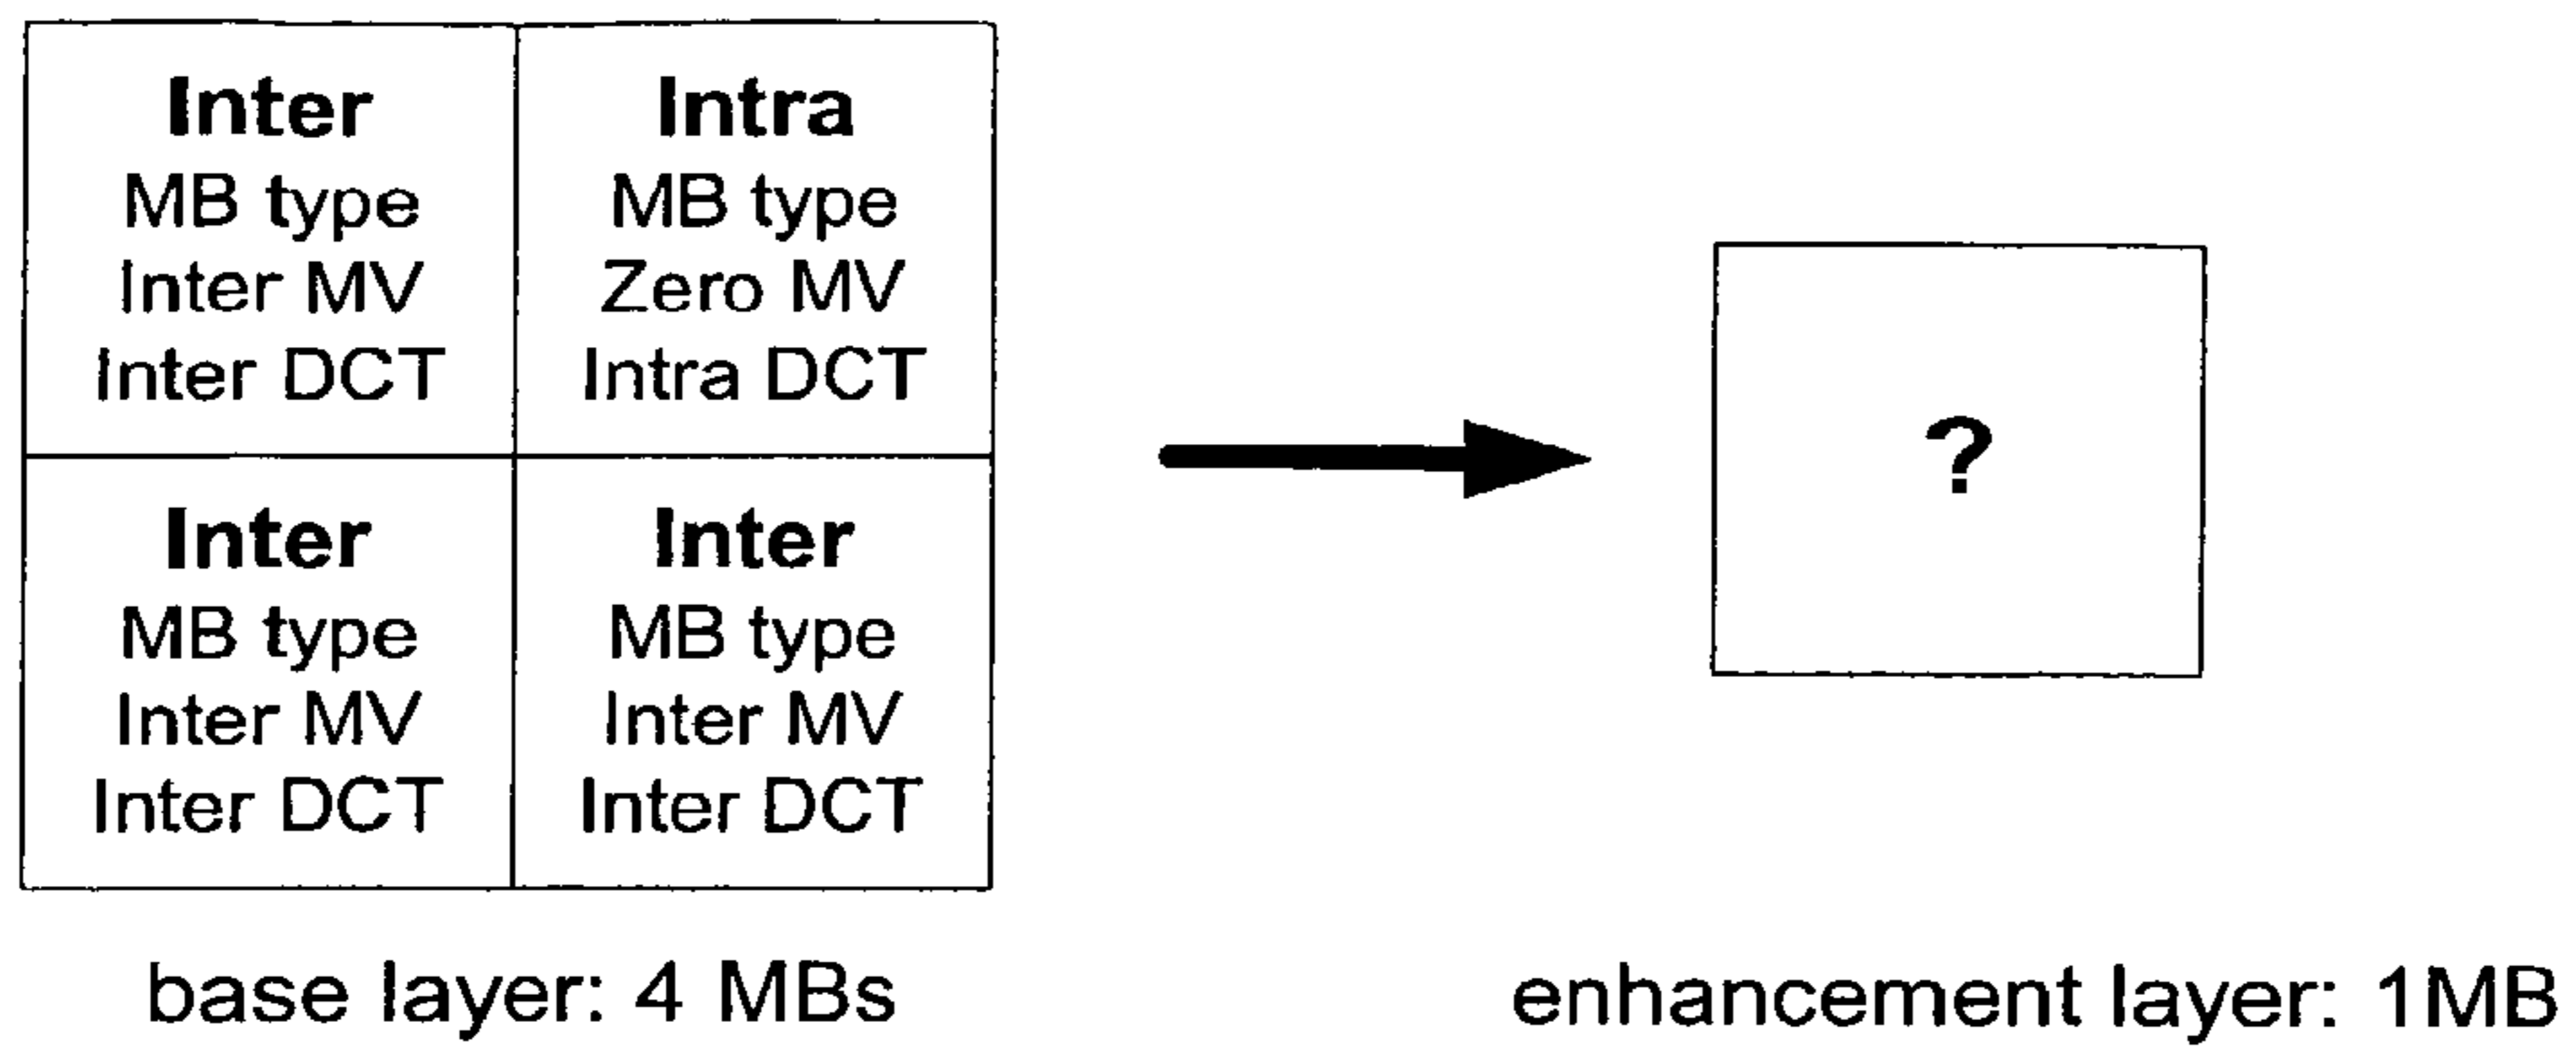 Inter
MB type
Inter MV
Inter DCT
Intra
MB type
Zero MV
Intra DCT
Inter
MB type
Inter MV
Inter DCT
Inter
MB type
Inter MV
Inter DCT
?
base layer: 4 MBs
enhancement layer: 1MB